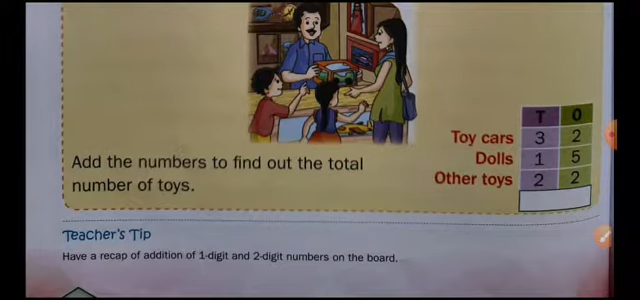 T O
Toy cars 3 2
Dolls 1 5
Other toys 2 2
Add the numbers to find out the total
number of toys.
Teacher's Tip
Have a recap of addition of 1-digit and 2-digit numbers on the board.